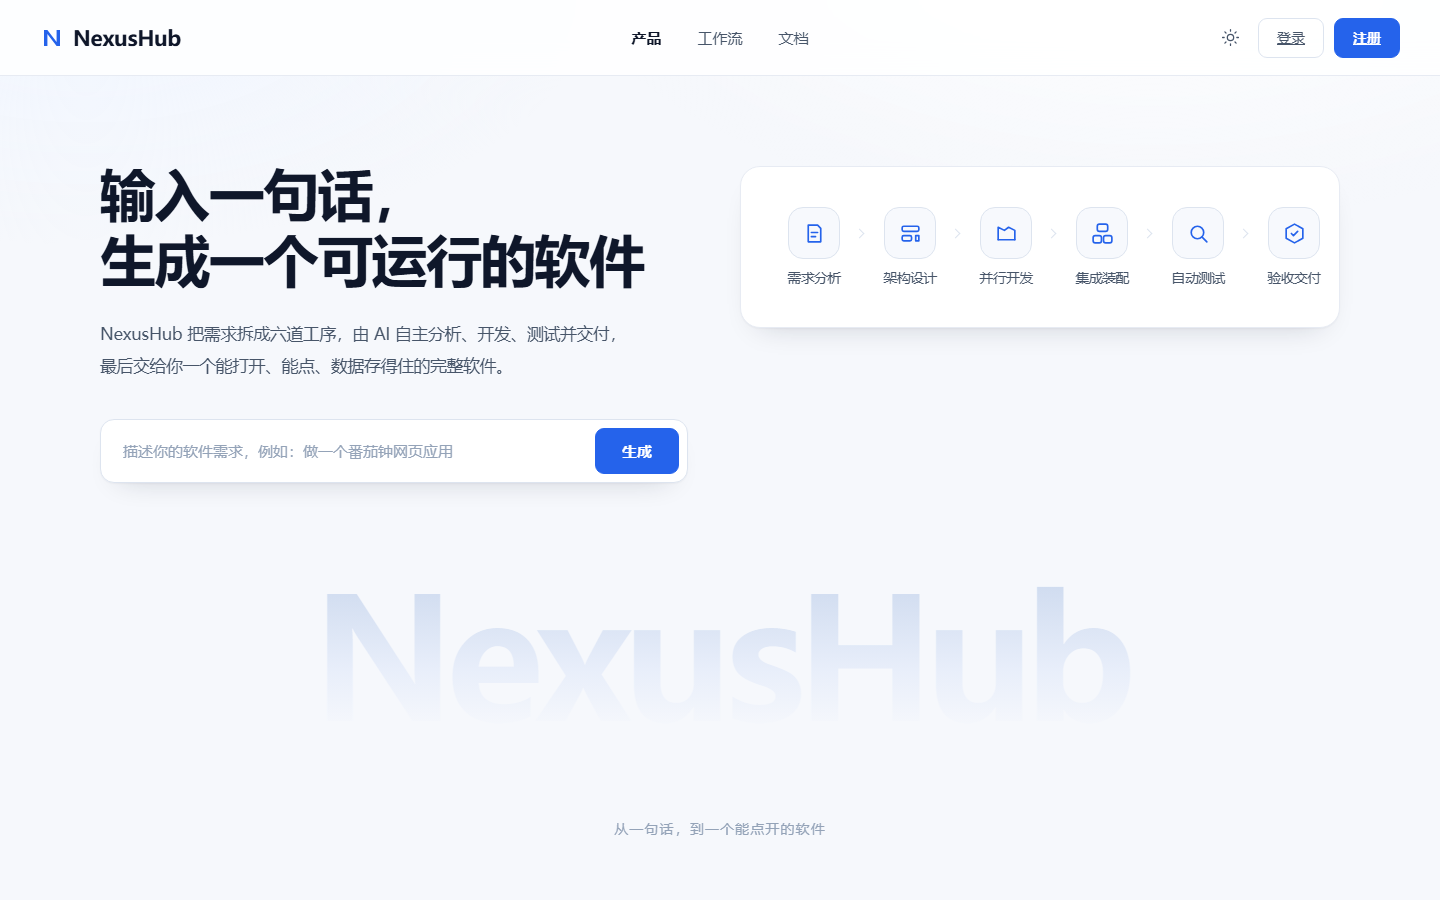 N NexusHub
产品 工作流 文档
登录 注册
输入一句话，
生成一个可运行的软件
NexusHub 把需求拆成六道工序，由 AI 自主分析、开发、测试并交付，
最后交给你一个能打开、能点、数据存得住的完整软件。
描述你的软件需求，例如：做一个番茄钟网页应用
生成
需求分析 架构设计 并行开发 集成装配 自动测试 验收交付
NexusHub
从一句话，到一个能点开的软件